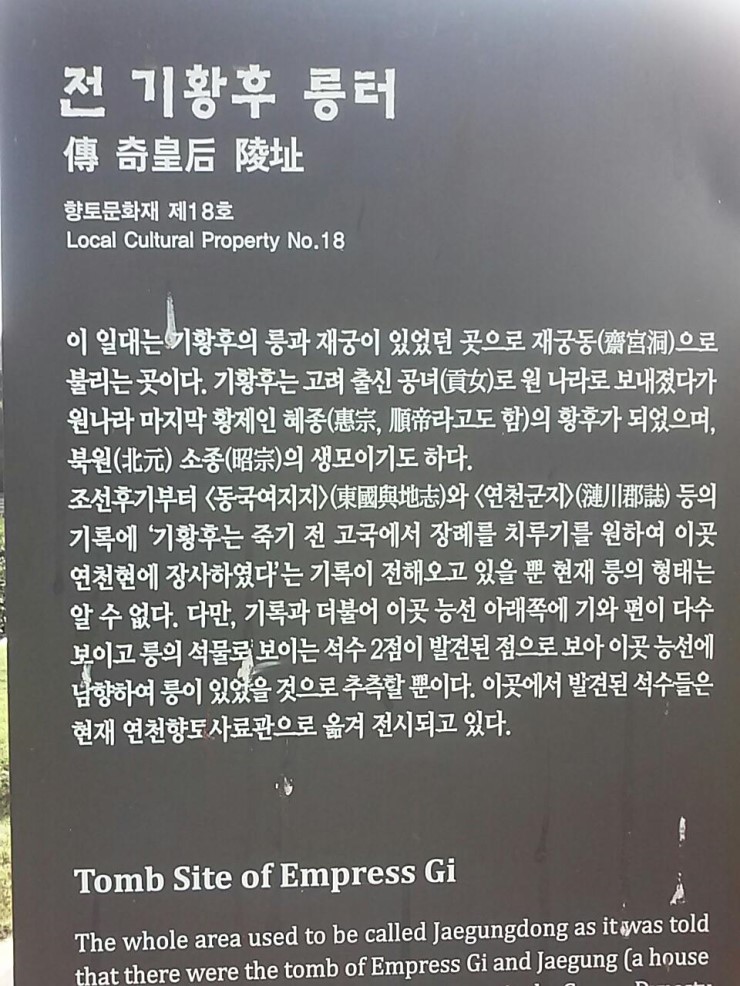 전 기황후 릉터
傳 奇皇后 陵址
향토문화재 제18호
Local Cultural Property No.18
이 일대는 기황후의 릉과 재궁이 있었던 곳으로 재궁동(齋宮洞)으로
불리는 곳이다. 기황후는 고려 출신 공녀(貢女)로 원 나라로 보내졌다가
원나라 마지막 황제인 혜종(惠宗, 順帝라고도 함)의 황후가 되었으며,
북원(北元) 소종(昭宗)의 생모이기도 하다.
조선후기부터 〈동국여지지〉(東國輿地志)와 〈연천군지〉(漣川郡誌) 등의
기록에 ‘기황후는 죽기 전 고국에서 장례를 치루기를 원하여 이곳
연천현에 장사하였다’는 기록이 전해오고 있을 뿐 현재 릉의 형태는
알 수 없다. 다만, 기록과 더불어 이곳 능선 아래쪽에 기와 편이 다수
보이고 릉의 석물로 보이는 석수 2점이 발견된 점으로 보아 이곳 능선에
남향하여 릉이 있었을 것으로 추측할 뿐이다. 이곳에서 발견된 석수들은
현재 연천향토사료관으로 옮겨 전시되고 있다.
Tomb Site of Empress Gi
The whole area used to be called Jaegungdong as it was told
that there were the tomb of Empress Gi and Jaegung (a house